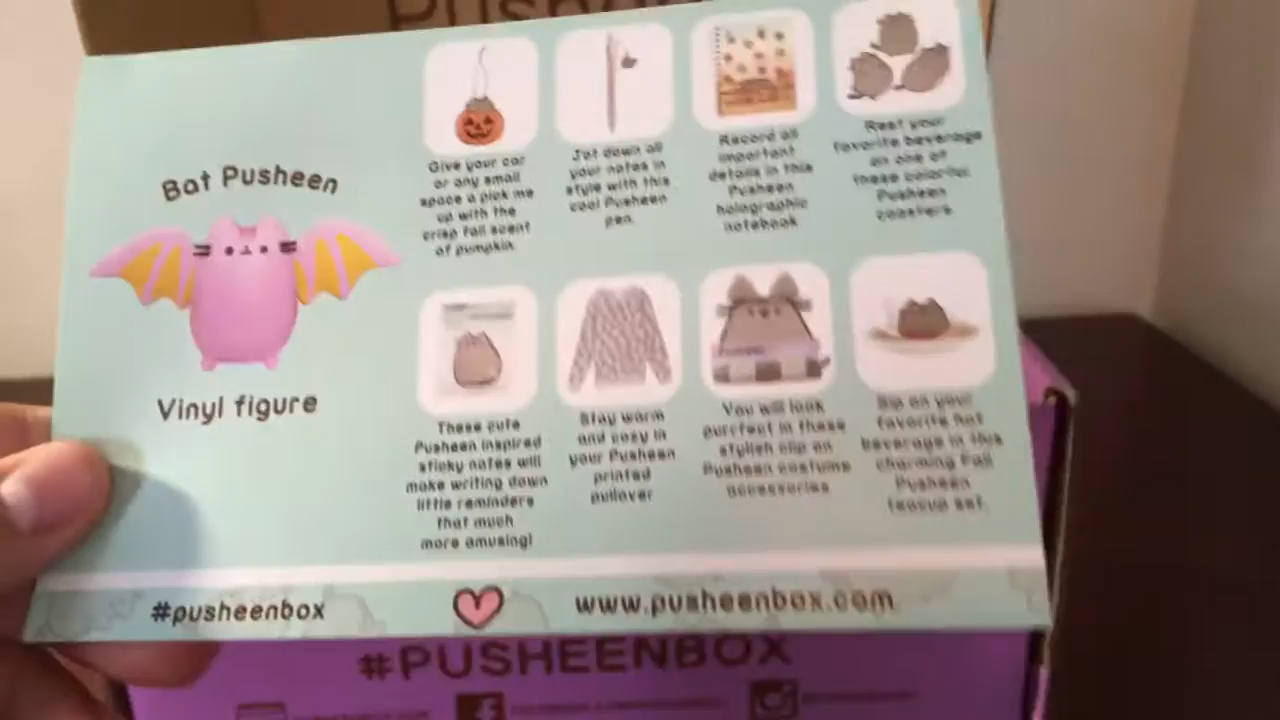 Bat Pusheen
Vinyl figure
Give your car
or any small
space a pick me
up with the
crisp fall scent
of pumpkin.
Jot down all
your notes in
style with this
cool Pusheen
pen.
Record all
important
details in this
Pusheen
holographic
notebook
Rest your
favorite beverage
on one of
these colorful
Pusheen
coasters.
These cute
Pusheen inspired
sticky notes will
make writing down
little reminders
that much
more amusing!
Stay warm
and cozy in
your Pusheen
printed
pullover
You will look
purrfect in these
stylish clip on
Pusheen costume
accessories
Sip on your
favorite hot
beverage in this
charming Fall
Pusheen
teacup set.
#pusheenbox
www.pusheenbox.com
#PUSHEENBOX